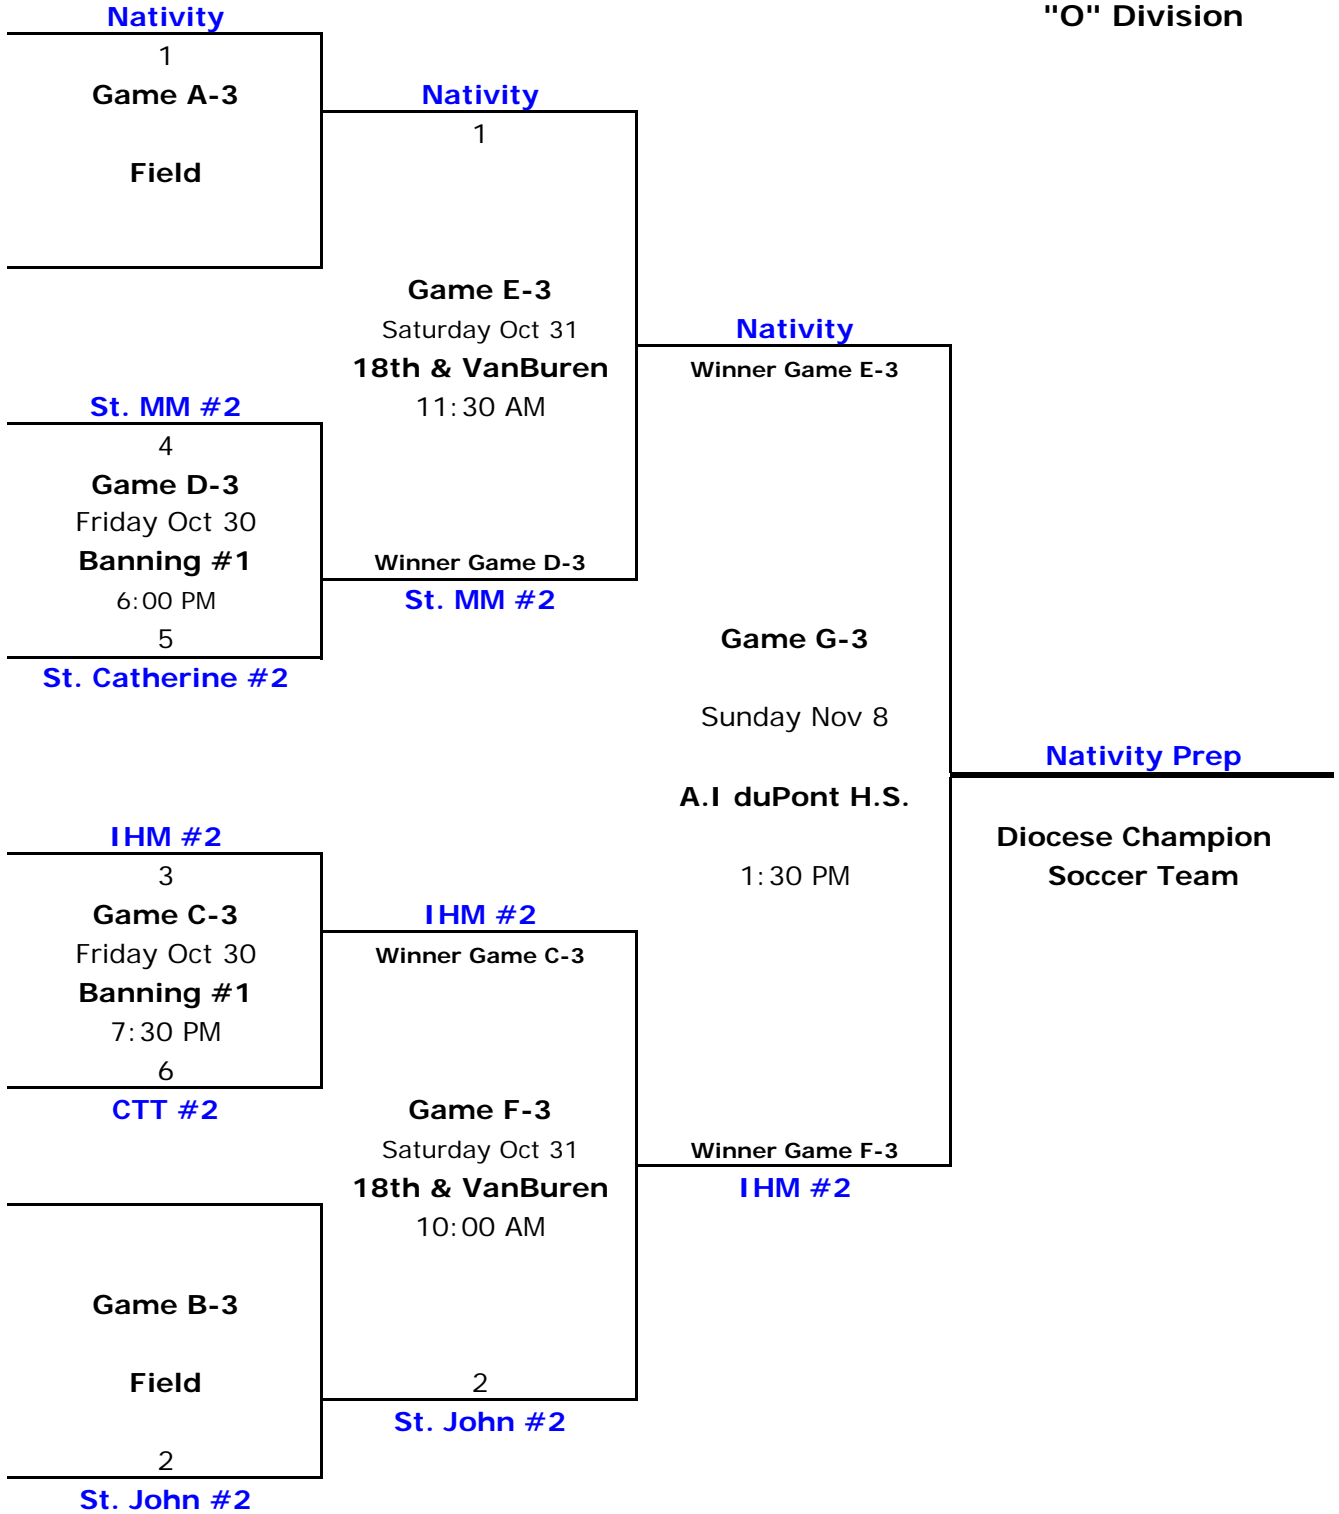 "O" Division
Nativity
1
Game A-3
Field
Nativity
1
Game E-3
Saturday Oct 31
18th & VanBuren
11:30 AM
Winner Game D-3
St. MM #2
St. MM #2
4
Game D-3
Friday Oct 30
Banning #1
6:00 PM
5
St. Catherine #2
Nativity
Winner Game E-3
Game G-3
Sunday Nov 8
A.I duPont H.S.
1:30 PM
Winner Game F-3
IHM #2
Nativity Prep
Diocese Champion
Soccer Team
IHM #2
3
Game C-3
Friday Oct 30
Banning #1
7:30 PM
6
CTT #2
IHM #2
Winner Game C-3
Game F-3
Saturday Oct 31
18th & VanBuren
10:00 AM
2
St. John #2
Game B-3
Field
2
St. John #2